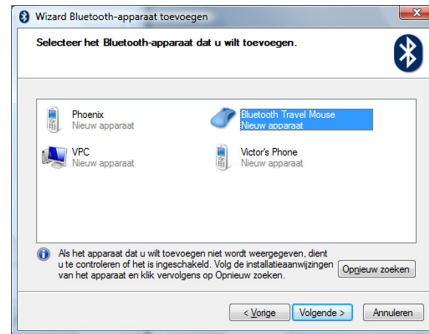 Wizard Bluetooth-apparaat toevoegen
Selecteer het Bluetooth-apparaat dat u wilt toevoegen.
Phoenix
Nieuw apparaat
Bluetooth Travel Mouse
Nieuw apparaat
VPC
Nieuw apparaat
Victor's Phone
Nieuw apparaat
Als het apparaat dat u wilt toevoegen niet wordt weergegeven, dient
u te controleren of het is ingeschakeld. Volg de installatieaanwijzingen
van het apparaat en klik vervolgens op Opnieuw zoeken.
Opnieuw zoeken
< Vorige Volgende > Annuleren